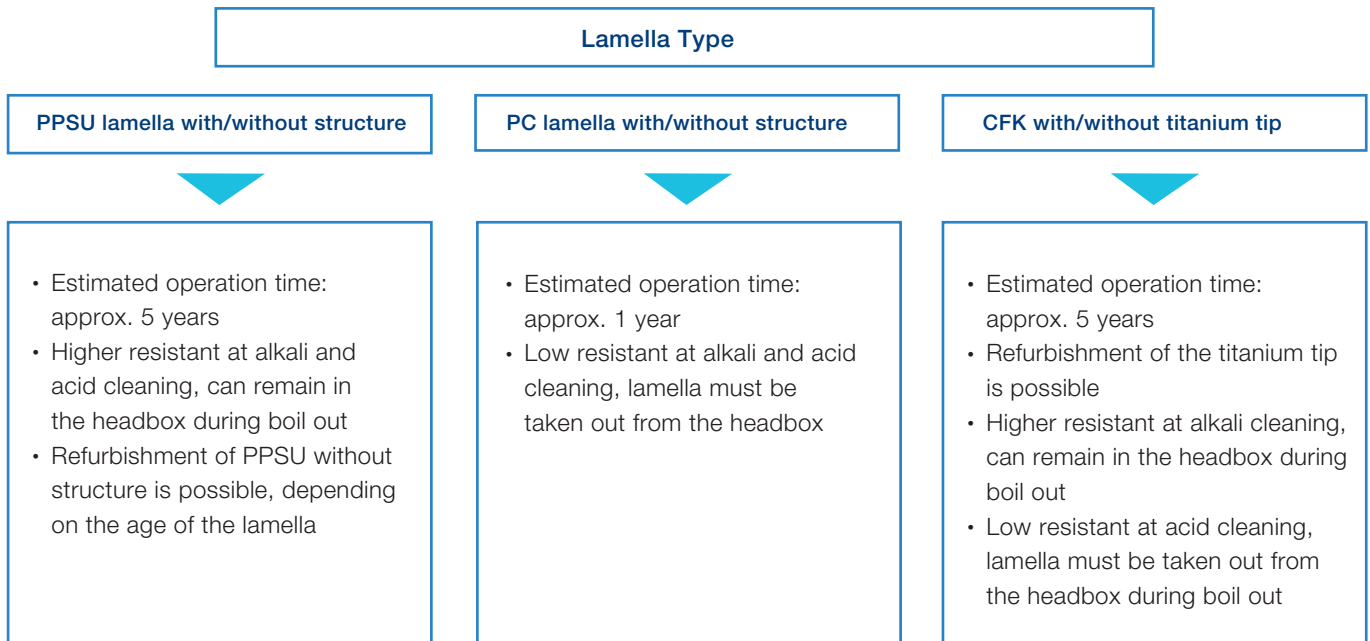 Lamella Type
PPSU lamella with/without structure
• Estimated operation time:
approx. 5 years
• Higher resistant at alkali and
acid cleaning, can remain in
the headbox during boil out
• Refurbishment of PPSU without
structure is possible, depending
on the age of the lamella
PC lamella with/without structure
• Estimated operation time:
approx. 1 year
• Low resistant at alkali and acid
cleaning, lamella must be
taken out from the headbox
CFK with/without titanium tip
• Estimated operation time:
approx. 5 years
• Refurbishment of the titanium tip
is possible
• Higher resistant at alkali cleaning,
can remain in the headbox during
boil out
• Low resistant at acid cleaning,
lamella must be taken out from
the headbox during boil out